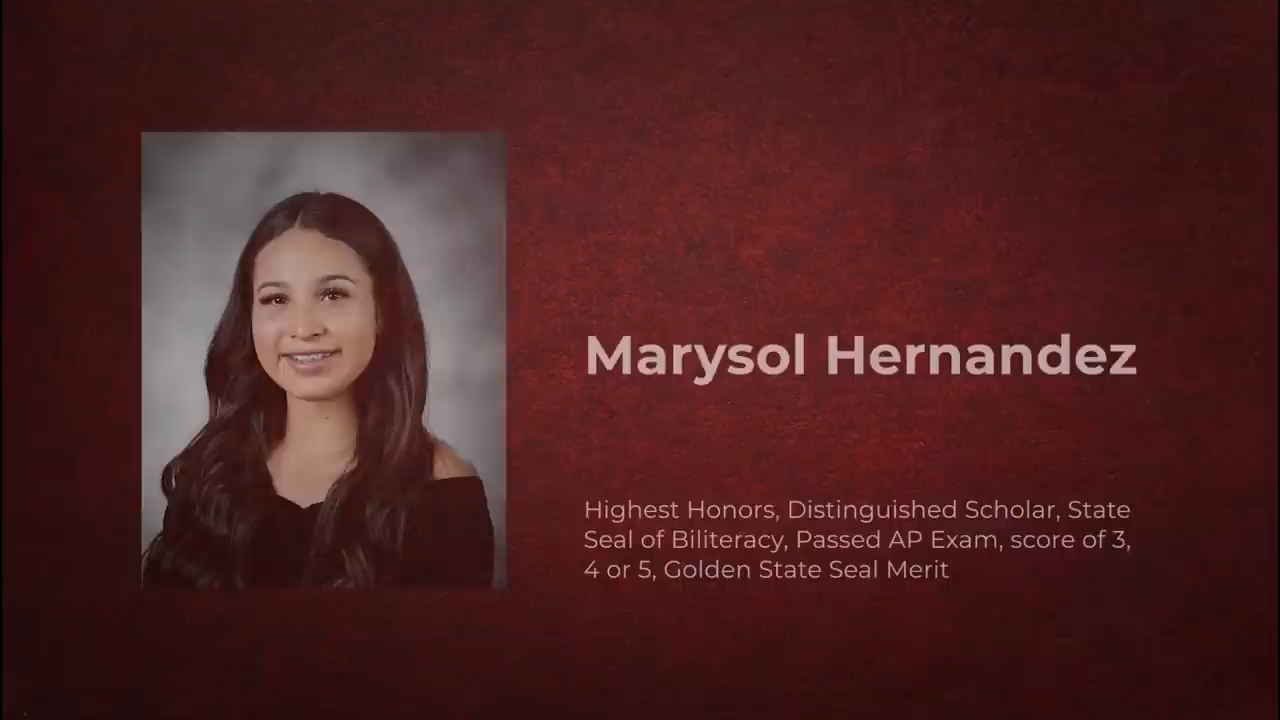 Marysol Hernandez
Highest Honors, Distinguished Scholar, State
Seal of Biliteracy, Passed AP Exam, score of 3,
4 or 5, Golden State Seal Merit